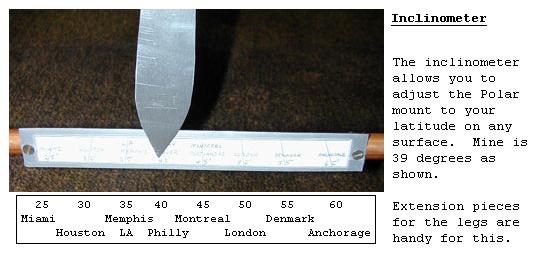 Inclinometer
The inclinometer
allows you to
adjust the Polar
mount to your
latitude on any
surface.  Mine is
39 degrees as
shown.
Extension pieces
for the legs are
handy for this.
25 30 35 40 45 50 55 60
Miami Memphis Montreal Denmark
Houston LA Philly London Anchorage